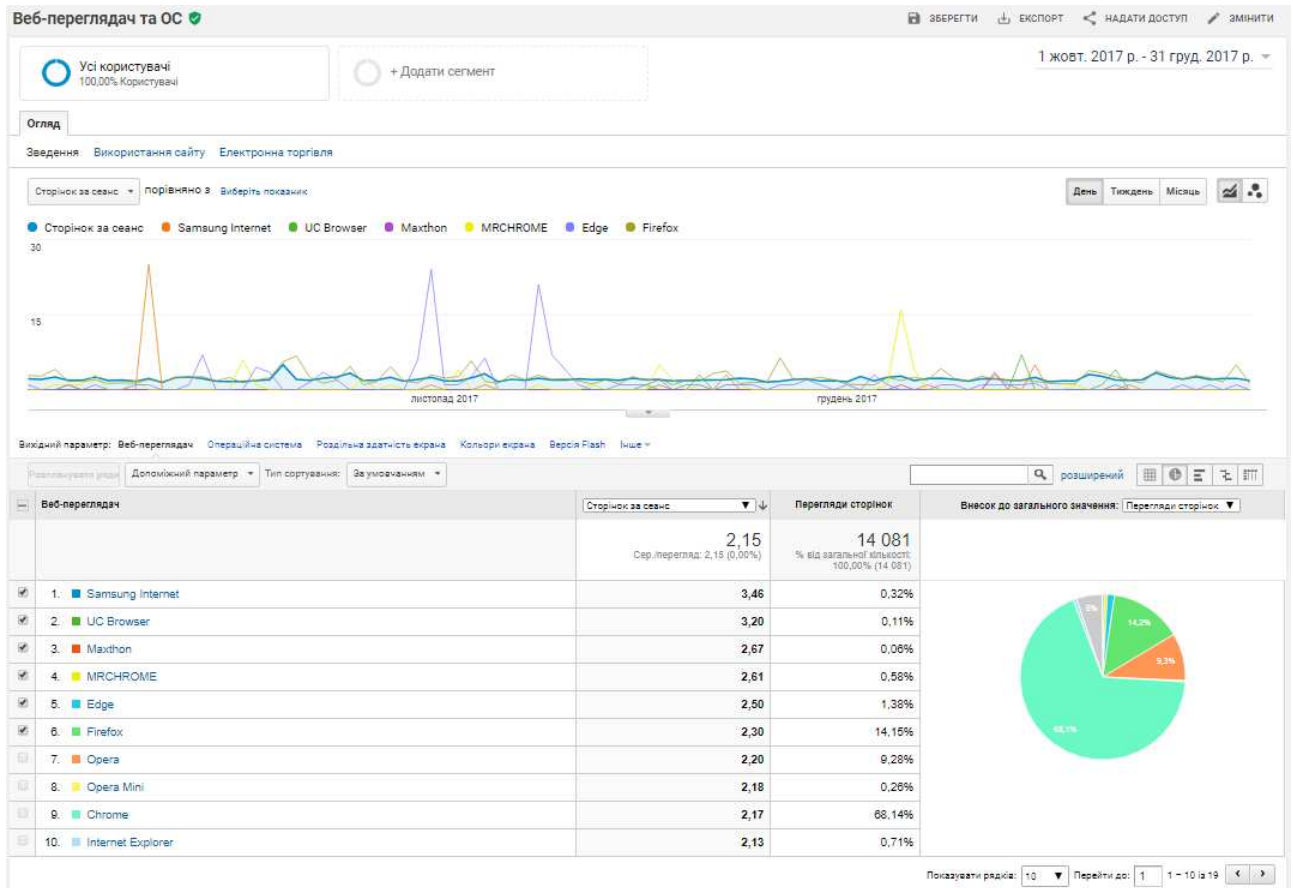 Веб-переглядач та ОС
ЗБЕРЕГТИ ЕКСПОРТ НАДАТИ ДОСТУП ЗМІНИТИ
Усі користувачі
100,00% Користувачі
+ Додати сегмент
1 жовт. 2017 р. - 31 груд. 2017 р.
Огляд
Зведення Використання сайту Електронна торгівля
Сторінок за сеанс порівняно з Виберіть показник
День Тиждень Місяць
Сторінок за сеанс Samsung Internet UC Browser Maxthon MRCHROME Edge Firefox
30
15
листопад 2017 грудень 2017
Вихідний параметр: Веб-переглядач Операційна система Роздільна здатність екрана Кольори екрана Версія Flash Інше
Допоміжний параметр Тип сортування: За умовчанням
розширений
Веб-переглядач Сторінок за сеанс Перегляди сторінок Внесок до загального значення: Перегляди сторінок
2,15 14 081
Сер./перегляд: 2,15 (0,00%) % від загальної кількості:
100,00% (14 081)
1. Samsung Internet 3,46 0,32%
2. UC Browser 3,20 0,11%
3. Maxthon 2,67 0,06%
4. MRCHROME 2,61 0,58%
5. Edge 2,50 1,38%
6. Firefox 2,30 14,15%
7. Opera 2,20 9,28%
8. Opera Mini 2,18 0,26%
9. Chrome 2,17 68,14%
10. Internet Explorer 2,13 0,71%
5%
14,2%
9,3%
68,1%
Показувати рядків: 10 Перейти до: 1 1 – 10 із 19